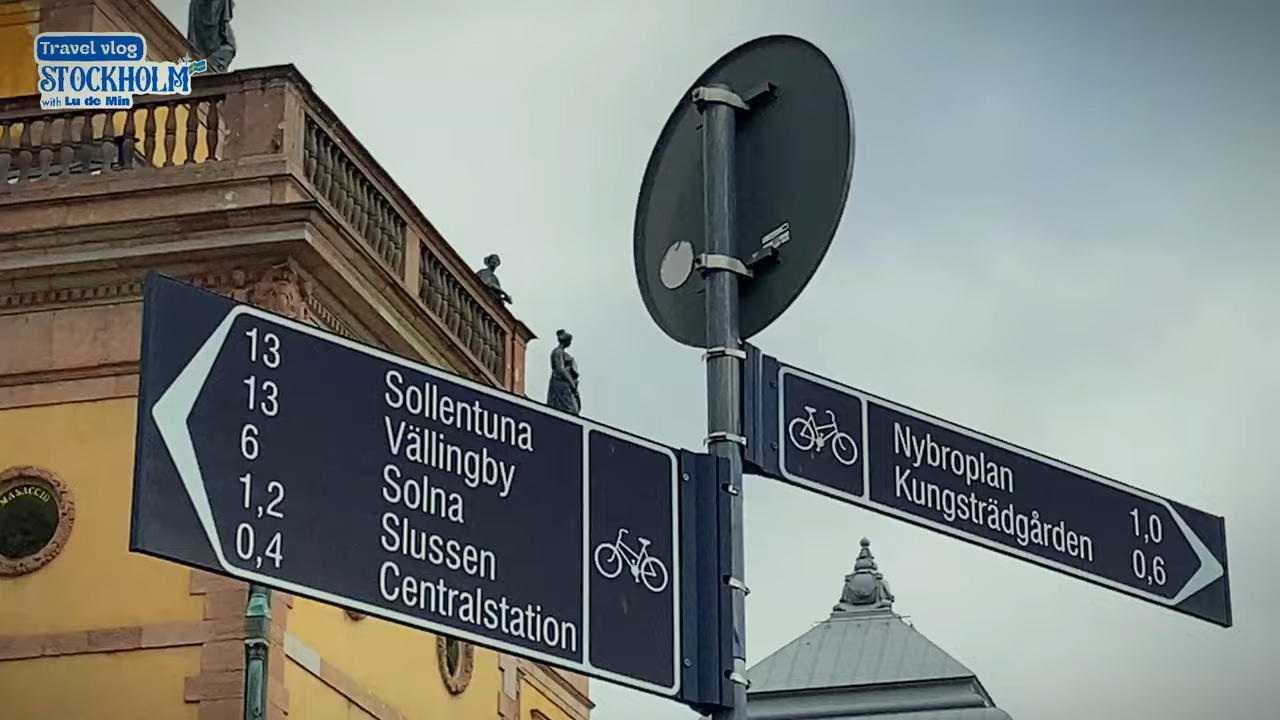 Travel vlog
STOCKHOLM
with Lu de Min
MASACCIO
13 Sollentuna
13 Vällingby
6 Solna
1,2 Slussen
0,4 Centralstation
Nybroplan 1,0
Kungsträdgården 0,6